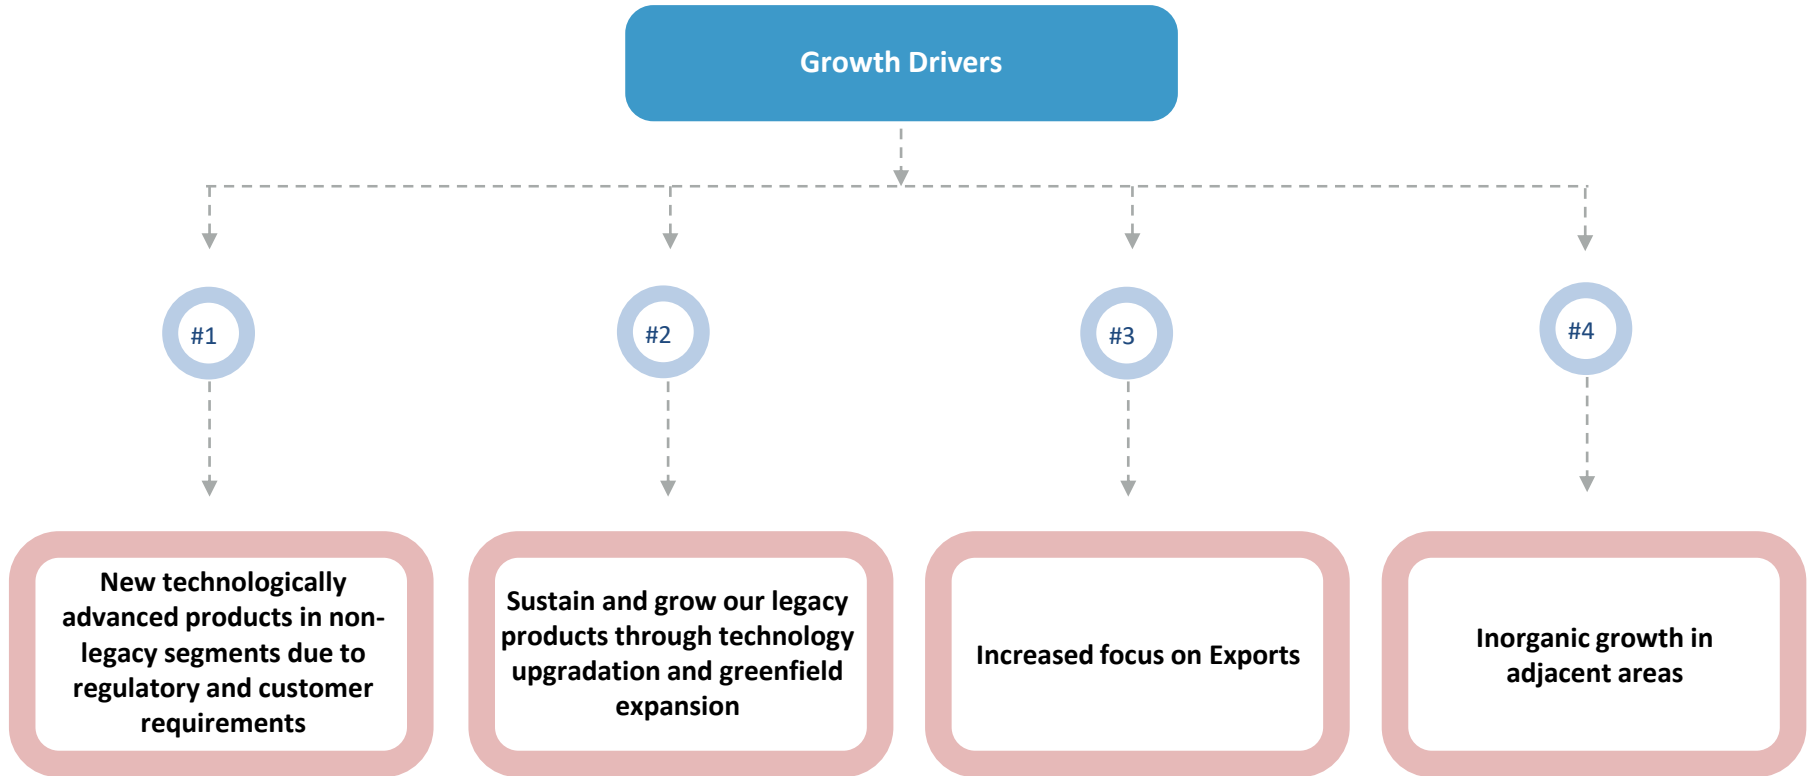 Growth Drivers
#1
#2
#3
#4
New technologically
advanced products in non-
legacy segments due to
regulatory and customer
requirements
Sustain and grow our legacy
products through technology
upgradation and greenfield
expansion
Increased focus on Exports
Inorganic growth in
adjacent areas